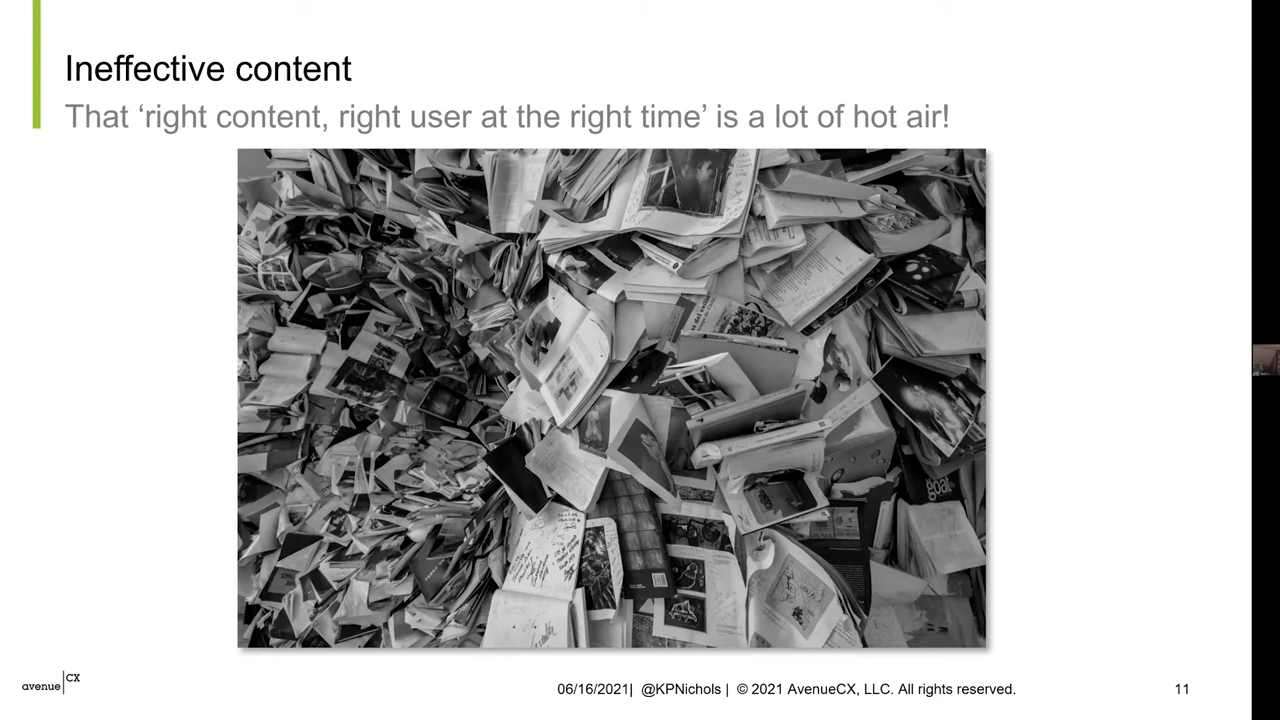 Ineffective content
That ‘right content, right user at the right time’ is a lot of hot air!
goat
avenue CX
06/16/2021| @KPNichols | © 2021 AvenueCX, LLC. All rights reserved.
11